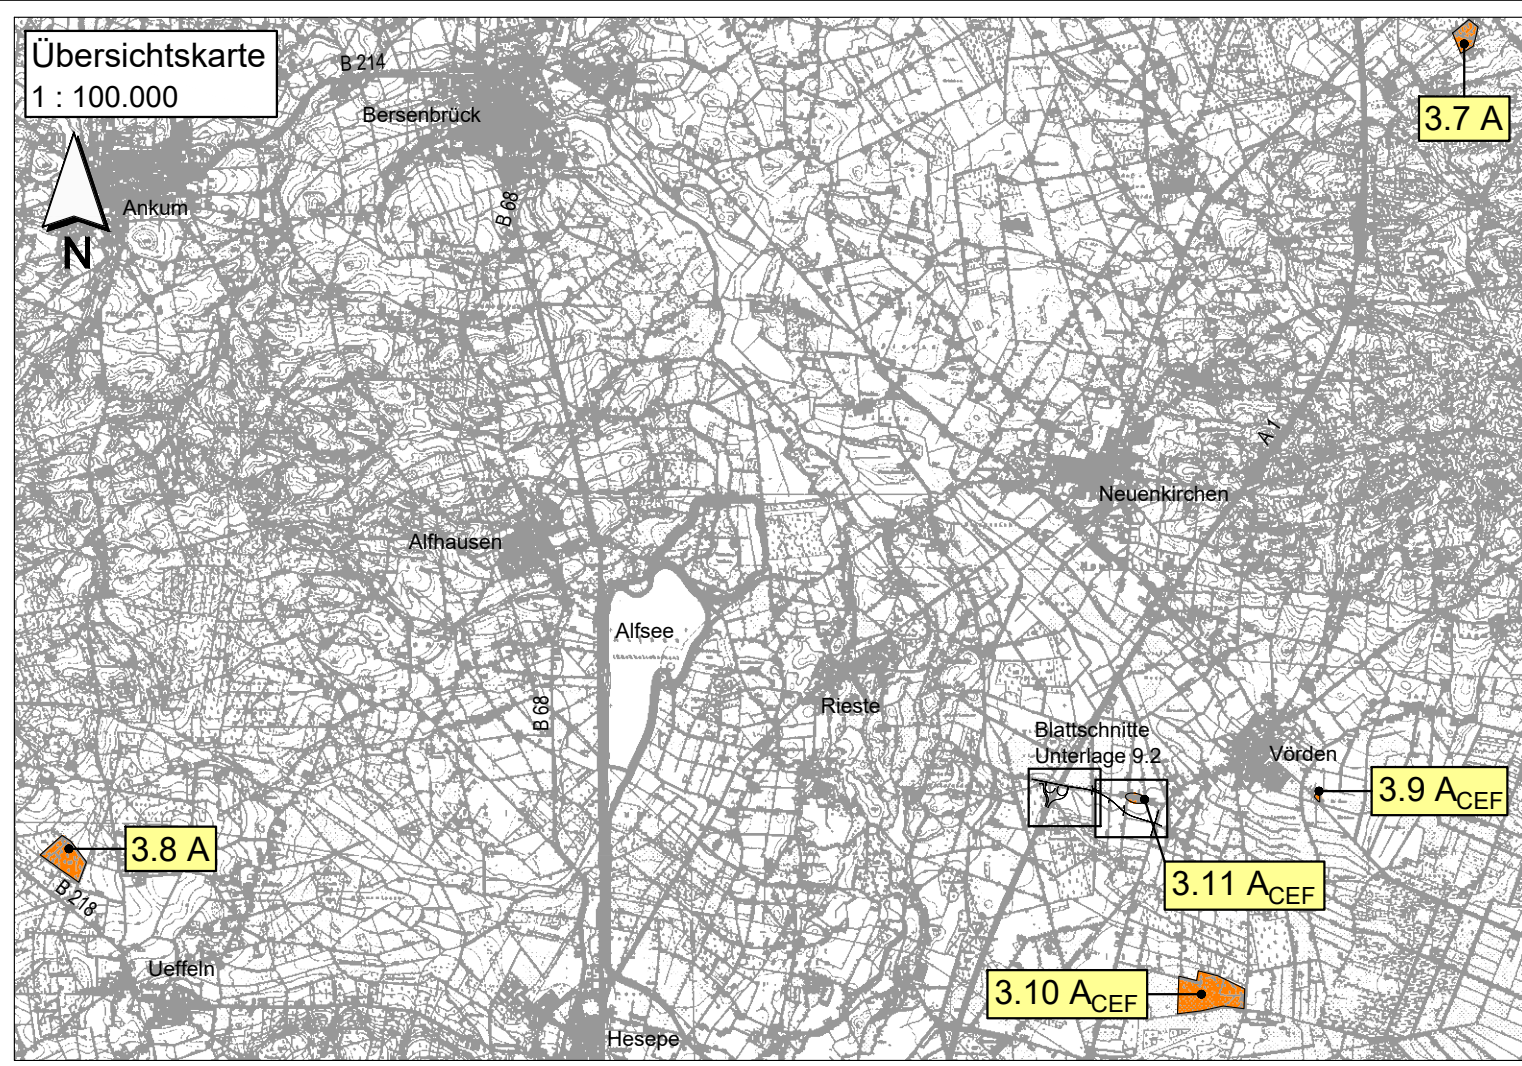 Übersichtskarte
1 : 100.000
N
B 214
Bersenbrück
Ankum
B 68
3.7 A
A 1
Neuenkirchen
Alfhausen
Alfsee
B 68
Rieste
Blattschnitte
Unterlage 9.2
Vörden
3.9 ACEF
3.8 A
B 218
3.11 ACEF
Ueffeln
3.10 ACEF
Hesepe